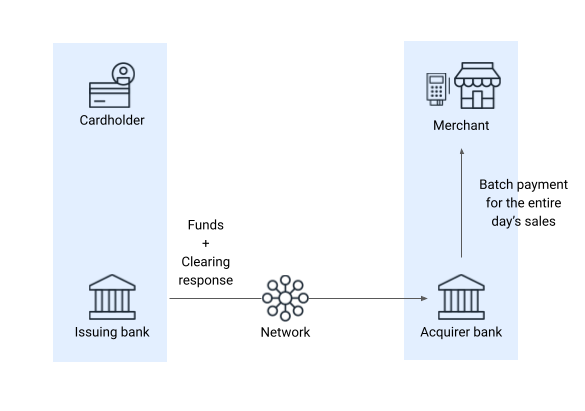 Cardholder
Merchant
Batch payment
for the entire
day's sales
Funds
+
Clearing
response
Issuing bank
Network
Acquirer bank